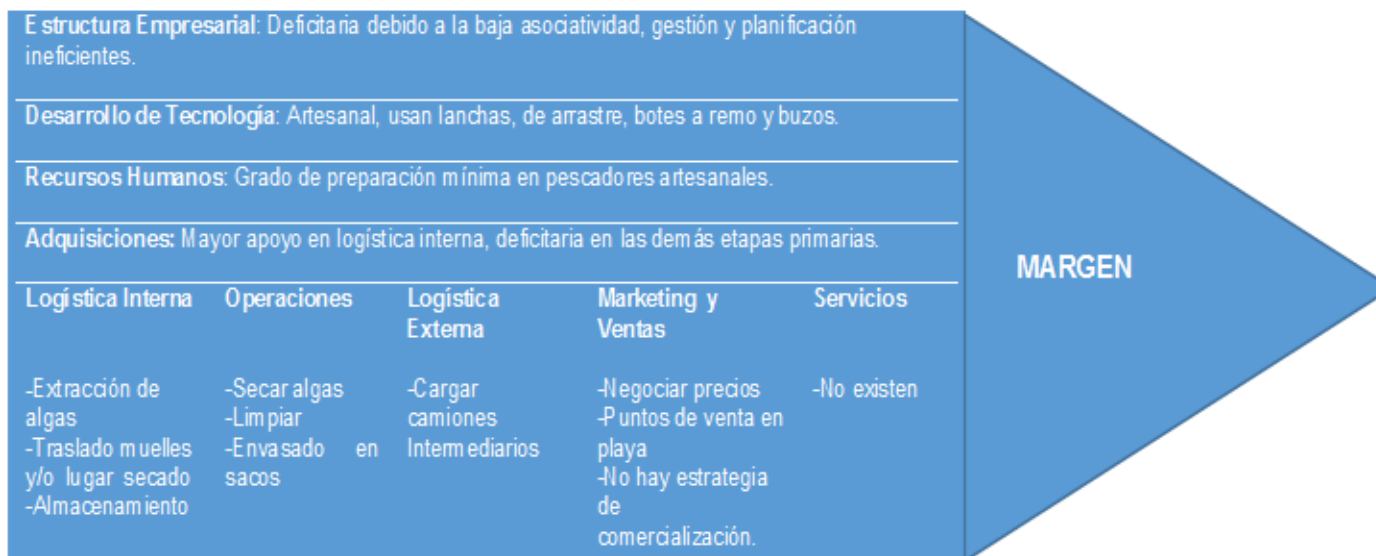 Estructura Empresarial: Deficitaria debido a la baja asociatividad, gestión y planificación
ineficientes.
Desarrollo de Tecnología: Artesanal, usan lanchas, de arrastre, botes a remo y buzos.
Recursos Humanos: Grado de preparación mínima en pescadores artesanales.
Adquisiciones: Mayor apoyo en logística interna, deficitaria en las demás etapas primarias.
Logística Interna
-Extracción de
algas
-Traslado muelles
y/o lugar secado
-Almacenamiento
Operaciones
-Secar algas
-Limpiar
-Envasado en
sacos
Logística
Externa
-Cargar
camiones
Intermediarios
Marketing y
Ventas
-Negociar precios
-Puntos de venta en
playa
-No hay estrategia
de
comercialización.
Servicios
-No existen
MARGEN